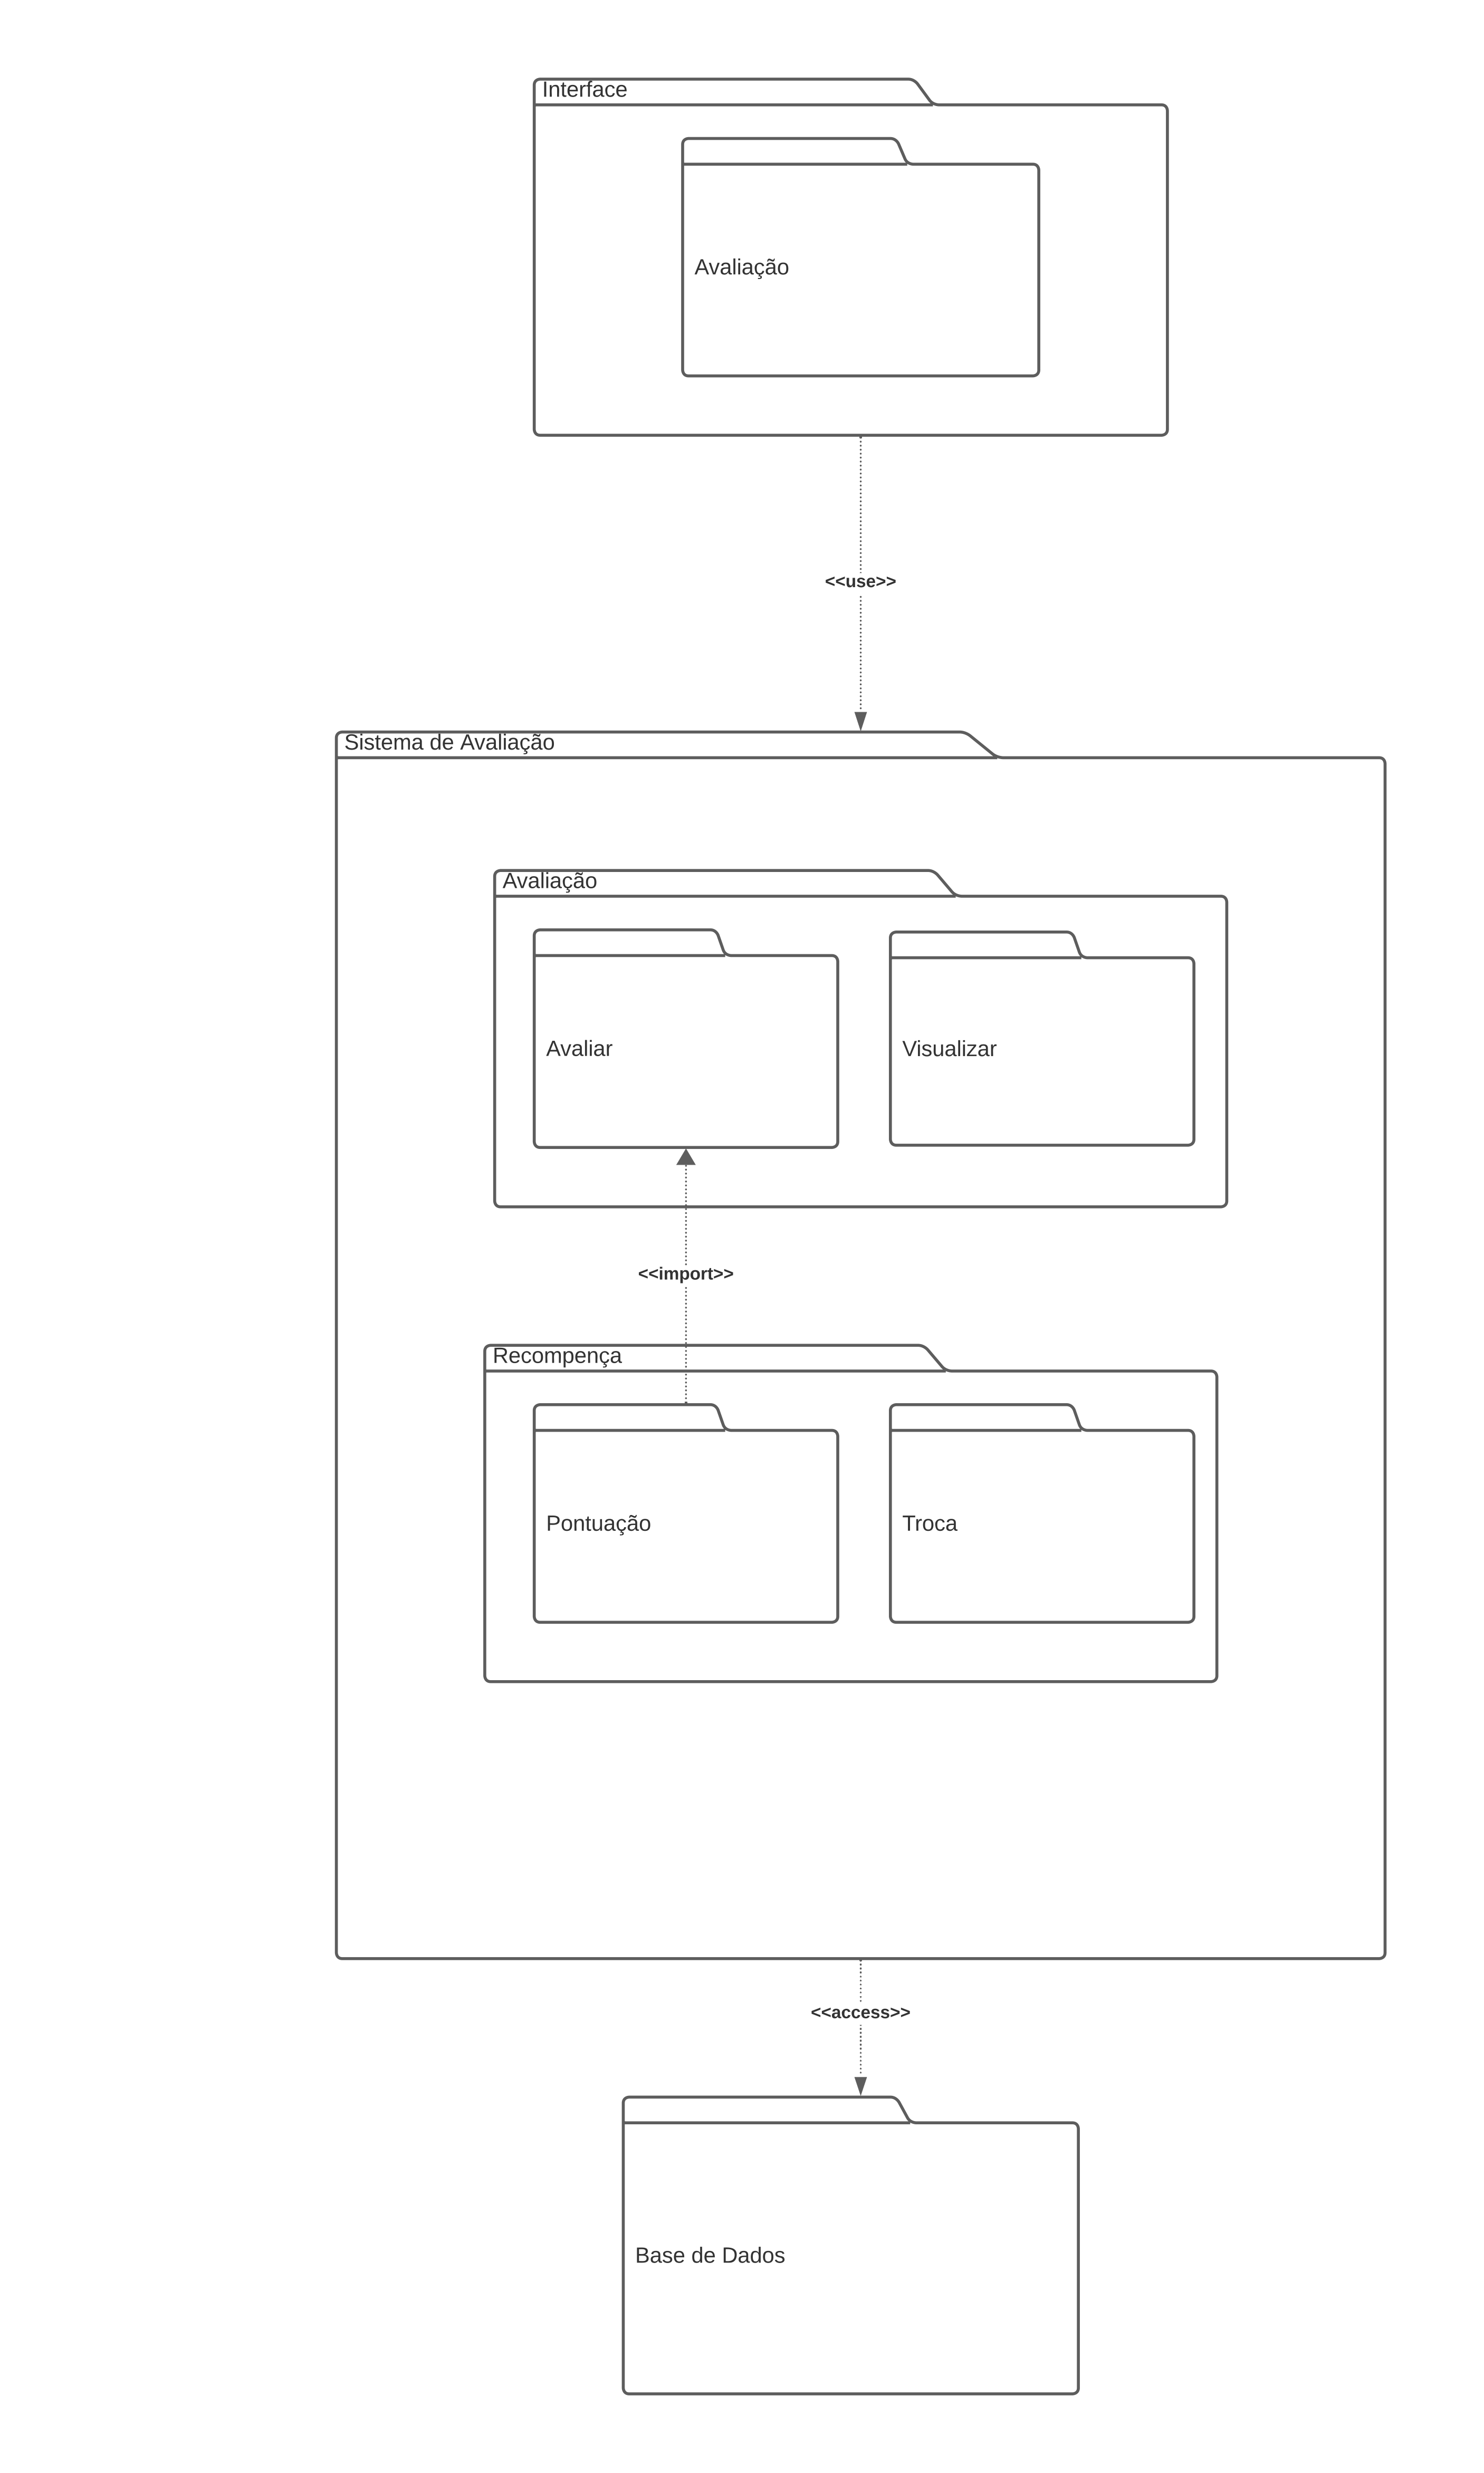 Interface
Avaliação
<<use>>
Sistema de Avaliação
Avaliação
Avaliar
Visualizar
<<import>>
Recompença
Pontuação
Troca
<<access>>
Base de Dados